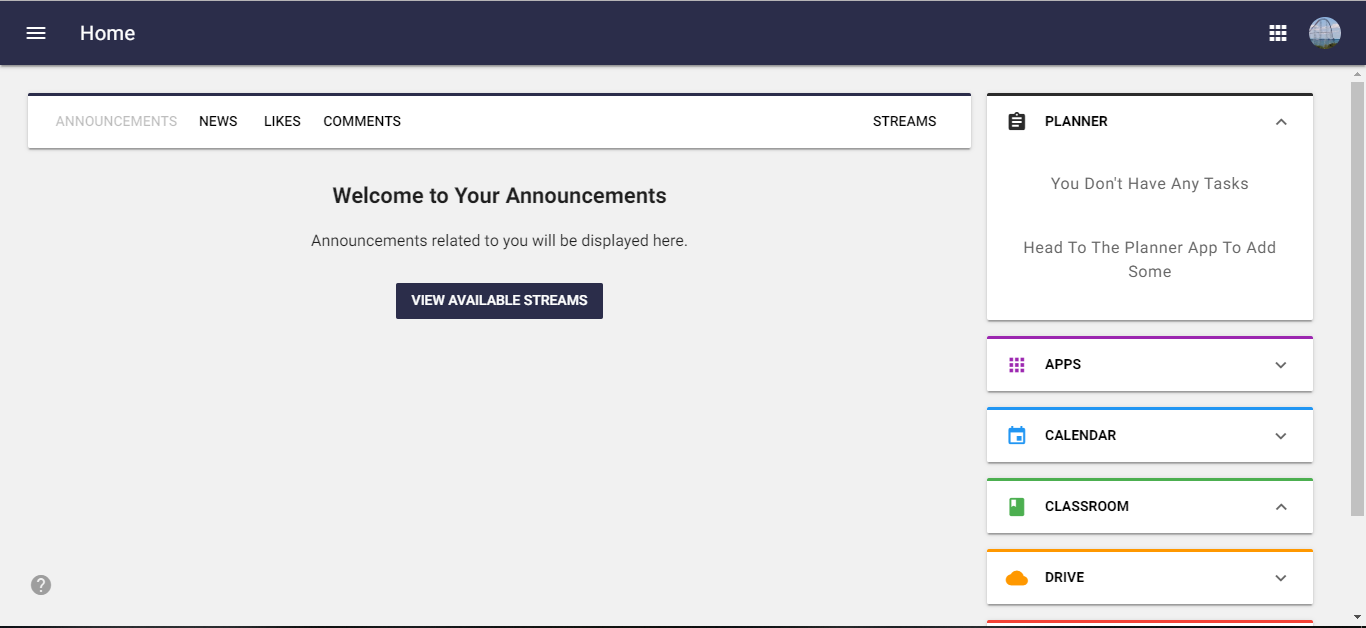 Home
ANNOUNCEMENTS NEWS LIKES COMMENTS STREAMS
Welcome to Your Announcements
Announcements related to you will be displayed here.
VIEW AVAILABLE STREAMS
PLANNER
You Don't Have Any Tasks
Head To The Planner App To Add
Some
APPS
CALENDAR
CLASSROOM
DRIVE
?